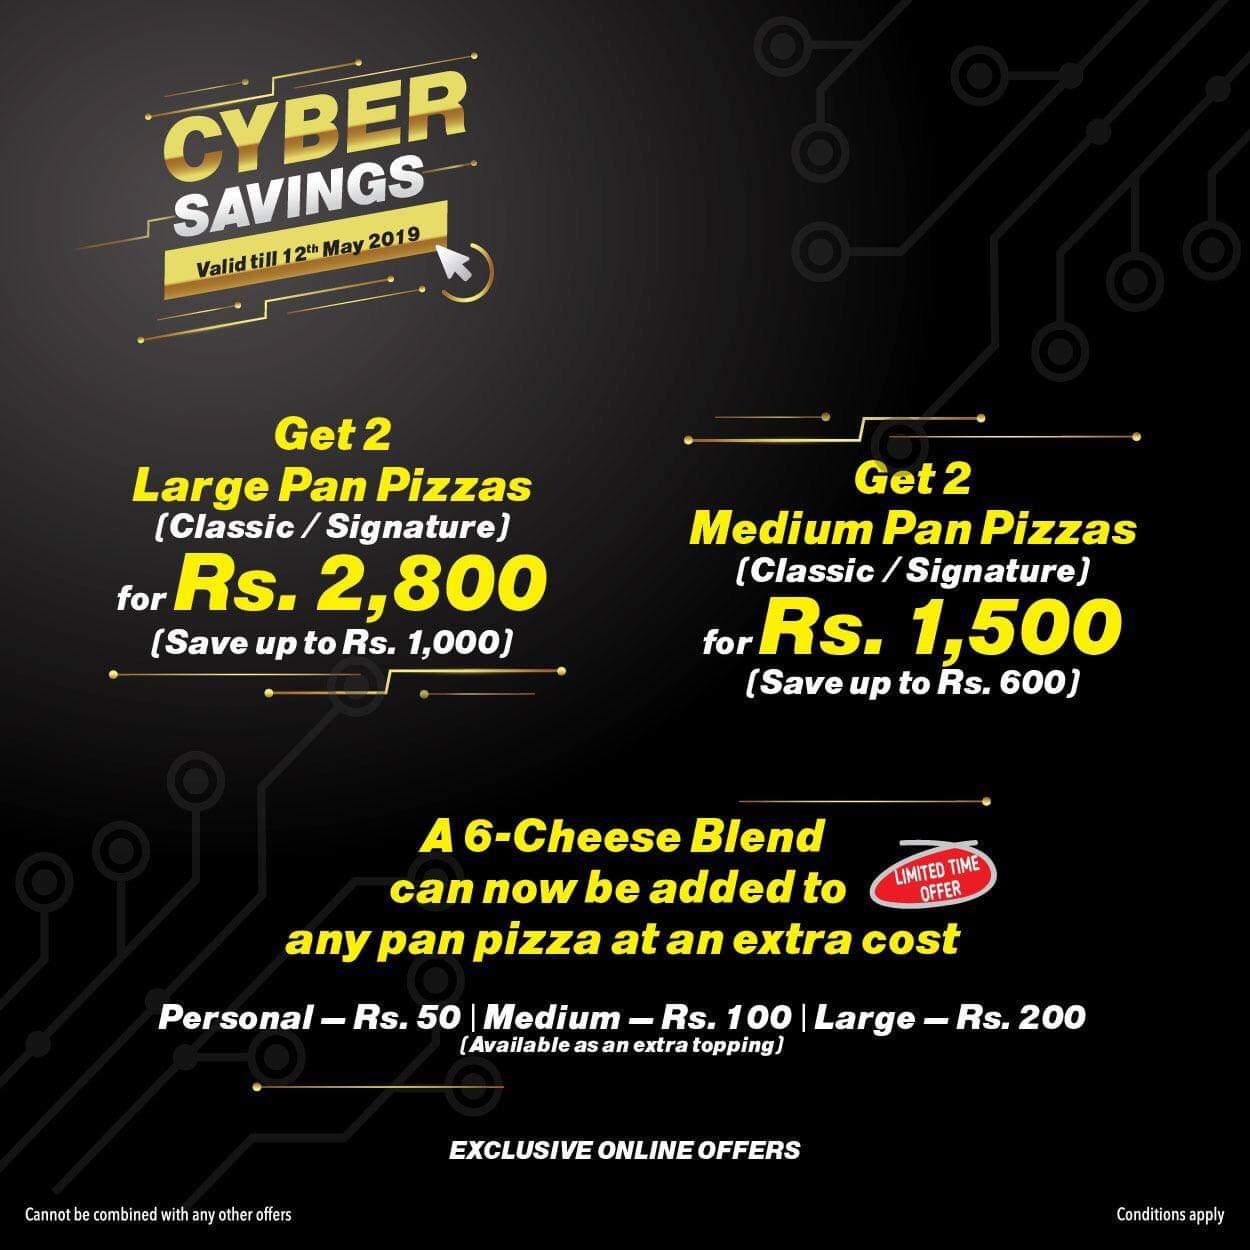 CYBER
SAVINGS
Valid till 12th May 2019
Get 2
Large Pan Pizzas
(Classic / Signature)
for Rs. 2,800
(Save up to Rs. 1,000)
Get 2
Medium Pan Pizzas
(Classic / Signature)
for Rs. 1,500
(Save up to Rs. 600)
A 6-Cheese Blend
can now be added to
any pan pizza at an extra cost
LIMITED TIME
OFFER
Personal – Rs. 50 | Medium – Rs. 100 | Large – Rs. 200
(Available as an extra topping)
EXCLUSIVE ONLINE OFFERS
Cannot be combined with any other offers
Conditions apply